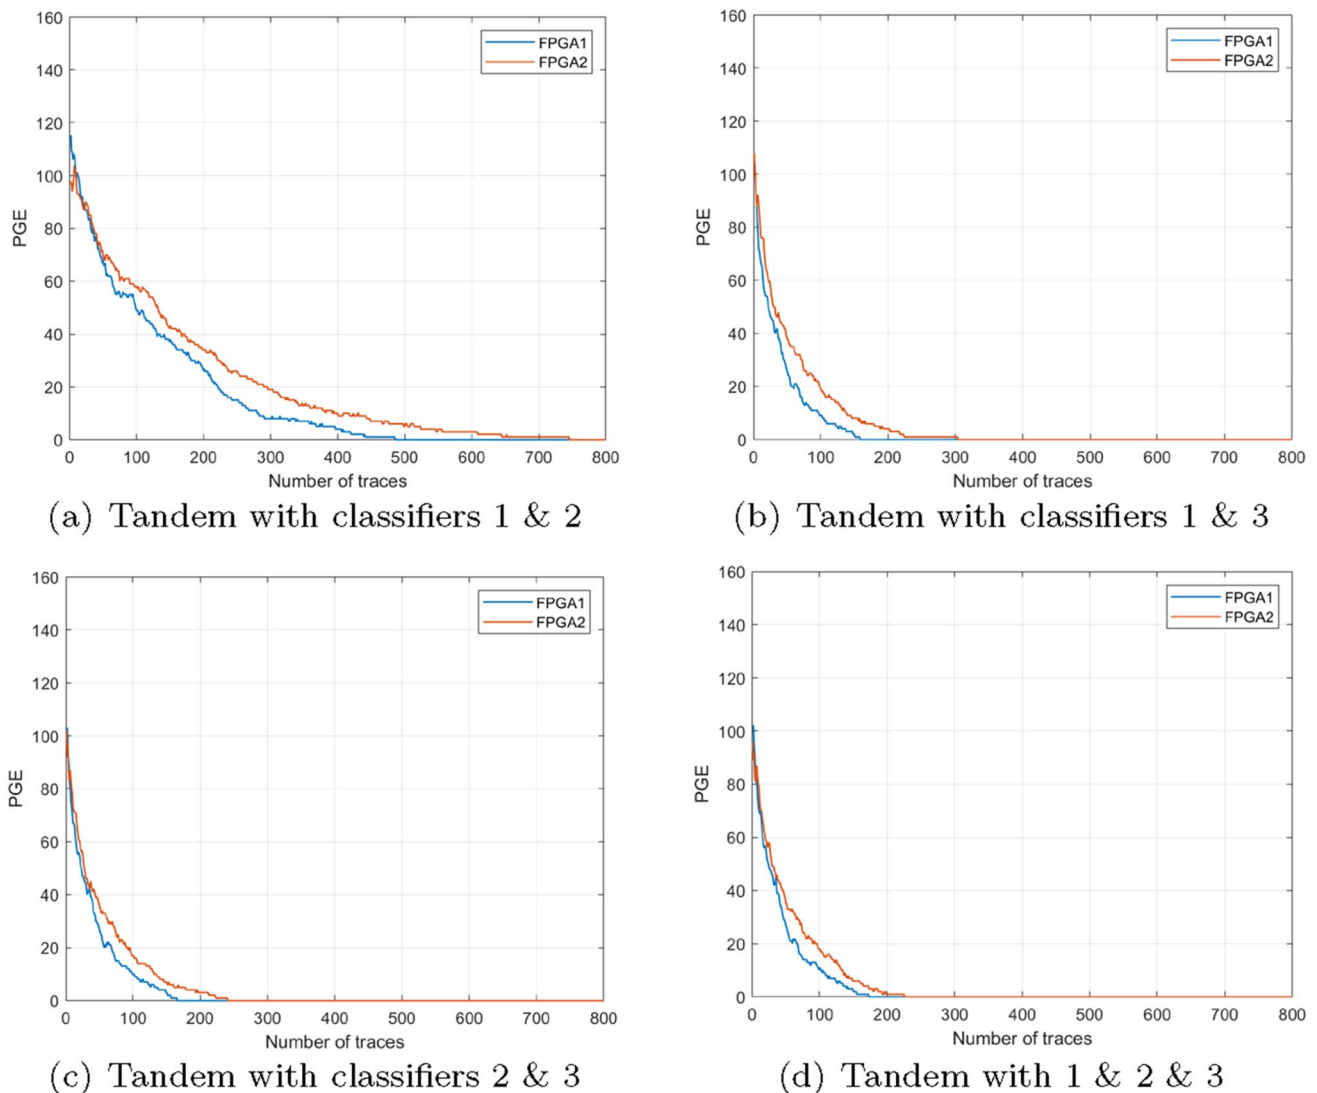 160
140
120
100
80
60
40
20
0
PGE
FPGA1
FPGA2
0 100 200 300 400 500 600 700 800
Number of traces
(a) Tandem with classifiers 1 & 2
160
140
120
100
80
60
40
20
0
PGE
FPGA1
FPGA2
0 100 200 300 400 500 600 700 800
Number of traces
(b) Tandem with classifiers 1 & 3
160
140
120
100
80
60
40
20
0
PGE
FPGA1
FPGA2
0 100 200 300 400 500 600 700 800
Number of traces
(c) Tandem with classifiers 2 & 3
160
140
120
100
80
60
40
20
0
PGE
FPGA1
FPGA2
0 100 200 300 400 500 600 700 800
Number of traces
(d) Tandem with 1 & 2 & 3